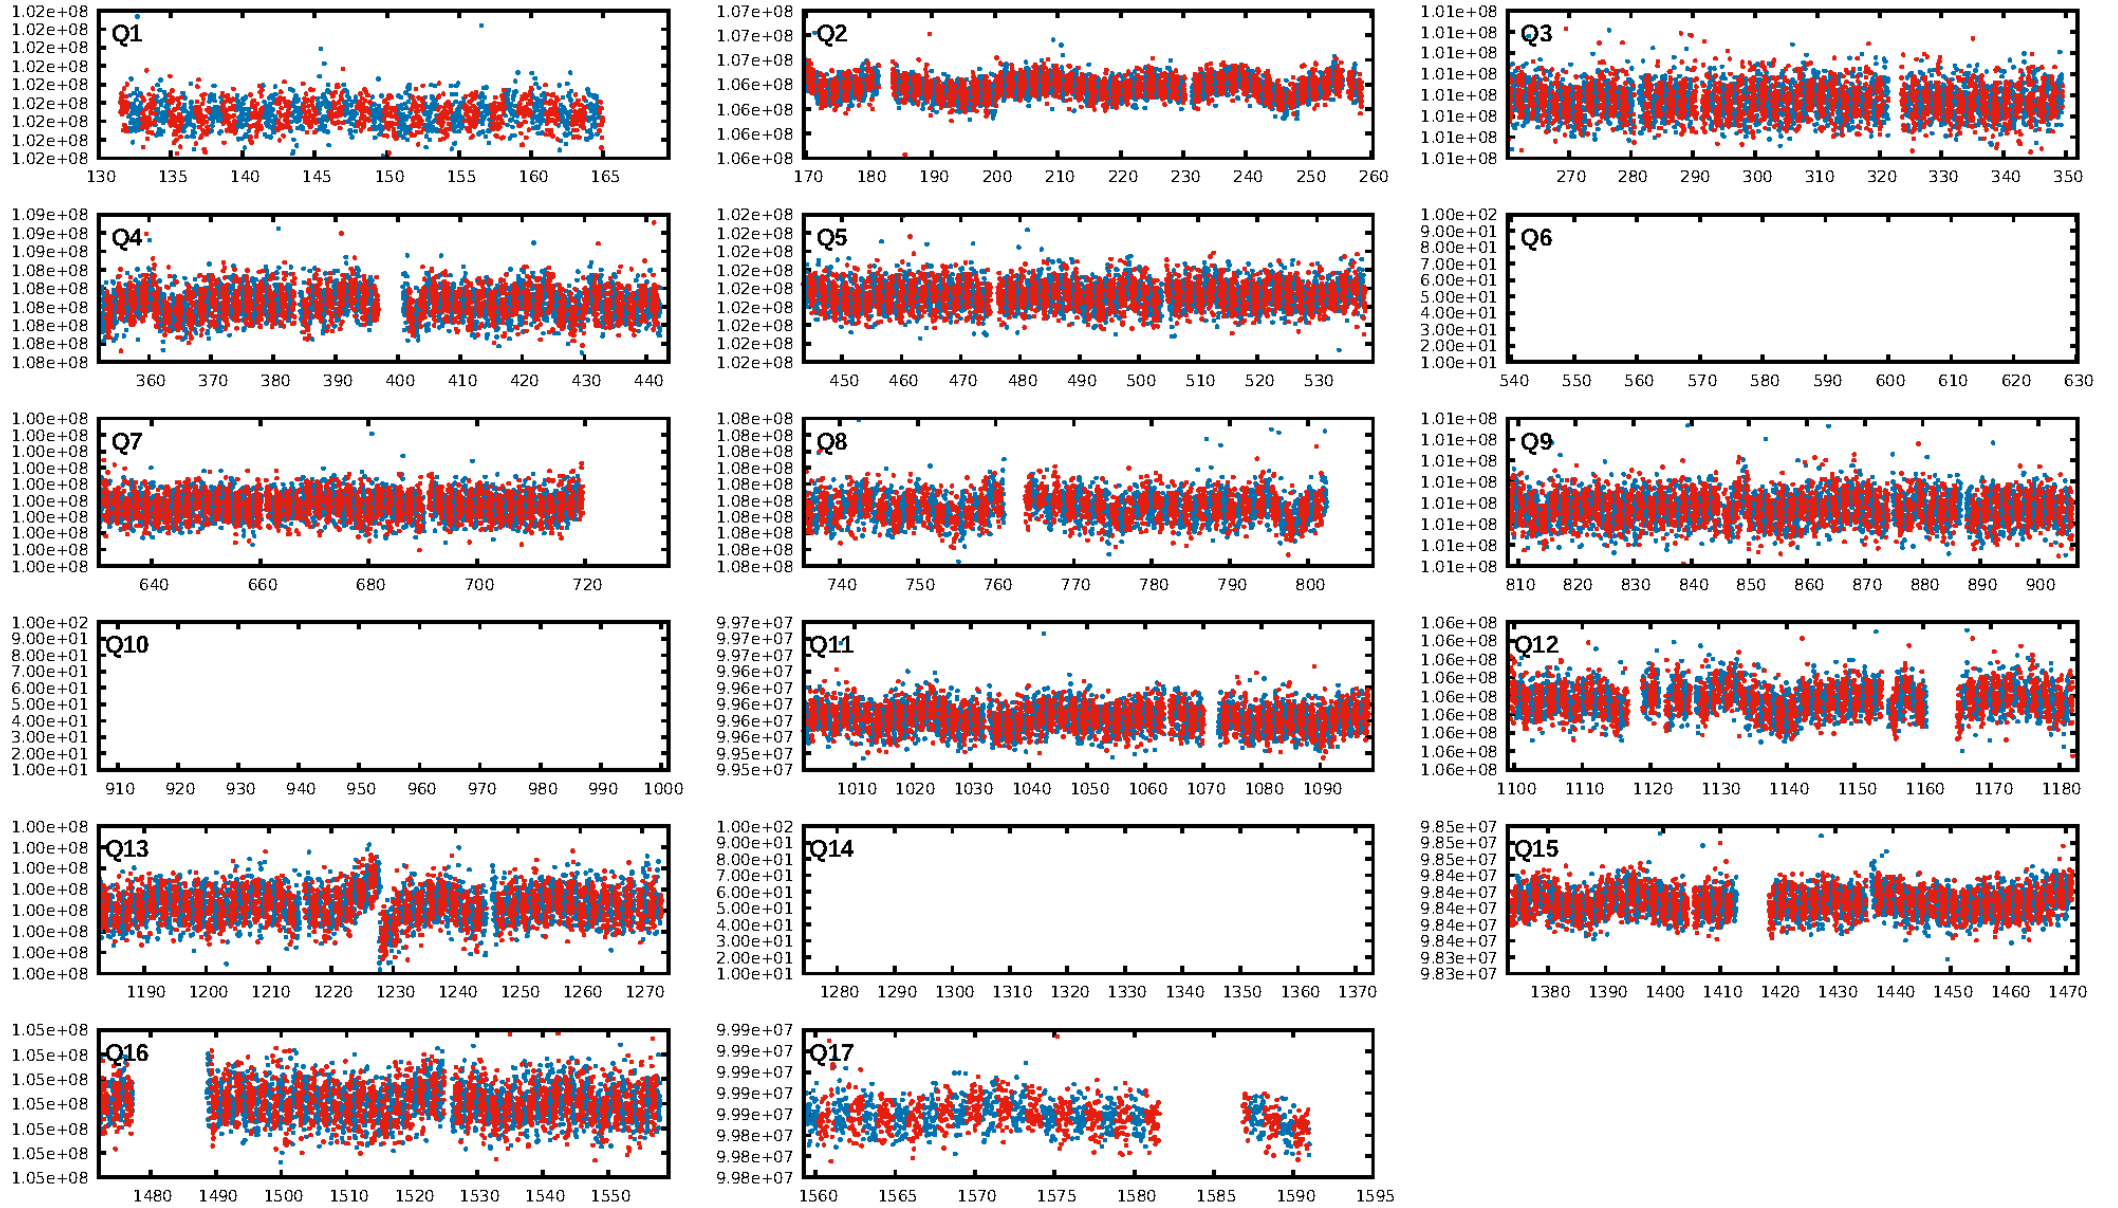 1.02e+08
1.02e+08
1.02e+08
1.02e+08
1.02e+08
1.02e+08
1.02e+08
1.02e+08
1.02e+08
Q1
130 135 140 145 150 155 160 165
1.07e+08
1.07e+08
1.07e+08
1.06e+08
1.06e+08
1.06e+08
1.06e+08
Q2
170 180 190 200 210 220 230 240 250 260
1.01e+08
1.01e+08
1.01e+08
1.01e+08
1.01e+08
1.01e+08
1.01e+08
1.01e+08
Q3
270 280 290 300 310 320 330 340 350
1.09e+08
1.09e+08
1.09e+08
1.08e+08
1.08e+08
1.08e+08
1.08e+08
1.08e+08
1.08e+08
Q4
360 370 380 390 400 410 420 430 440
1.02e+08
1.02e+08
1.02e+08
1.02e+08
1.02e+08
1.02e+08
1.02e+08
1.02e+08
1.02e+08
Q5
450 460 470 480 490 500 510 520 530
1.00e+02
9.00e+01
8.00e+01
7.00e+01
6.00e+01
5.00e+01
4.00e+01
3.00e+01
2.00e+01
1.00e+01
Q6
540 550 560 570 580 590 600 610 620 630
1.00e+08
1.00e+08
1.00e+08
1.00e+08
1.00e+08
1.00e+08
1.00e+08
1.00e+08
1.00e+08
1.00e+08
Q7
640 660 680 700 720
1.08e+08
1.08e+08
1.08e+08
1.08e+08
1.08e+08
1.08e+08
1.08e+08
1.08e+08
1.08e+08
1.08e+08
Q8
740 750 760 770 780 790 800
1.01e+08
1.01e+08
1.01e+08
1.01e+08
1.01e+08
1.01e+08
1.01e+08
1.01e+08
Q9
810 820 830 840 850 860 870 880 890 900
1.00e+02
9.00e+01
8.00e+01
7.00e+01
6.00e+01
5.00e+01
4.00e+01
3.00e+01
2.00e+01
1.00e+01
Q10
910 920 930 940 950 960 970 980 990 1000
9.97e+07
9.97e+07
9.97e+07
9.96e+07
9.96e+07
9.96e+07
9.96e+07
9.96e+07
9.95e+07
9.95e+07
Q11
1010 1020 1030 1040 1050 1060 1070 1080 1090
1.06e+08
1.06e+08
1.06e+08
1.06e+08
1.06e+08
1.06e+08
1.06e+08
1.06e+08
1.06e+08
Q12
1100 1110 1120 1130 1140 1150 1160 1170 1180
1.00e+08
1.00e+08
1.00e+08
1.00e+08
1.00e+08
1.00e+08
1.00e+08
1.00e+08
Q13
1190 1200 1210 1220 1230 1240 1250 1260 1270
1.00e+02
9.00e+01
8.00e+01
7.00e+01
6.00e+01
5.00e+01
4.00e+01
3.00e+01
2.00e+01
1.00e+01
Q14
1280 1290 1300 1310 1320 1330 1340 1350 1360 1370
9.85e+07
9.85e+07
9.85e+07
9.84e+07
9.84e+07
9.84e+07
9.84e+07
9.84e+07
9.83e+07
9.83e+07
Q15
1380 1390 1400 1410 1420 1430 1440 1450 1460 1470
1.05e+08
1.05e+08
1.05e+08
1.05e+08
1.05e+08
1.05e+08
1.05e+08
Q16
1480 1490 1500 1510 1520 1530 1540 1550
9.99e+07
9.99e+07
9.99e+07
9.99e+07
9.99e+07
9.98e+07
9.98e+07
9.98e+07
Q17
1560 1565 1570 1575 1580 1585 1590 1595